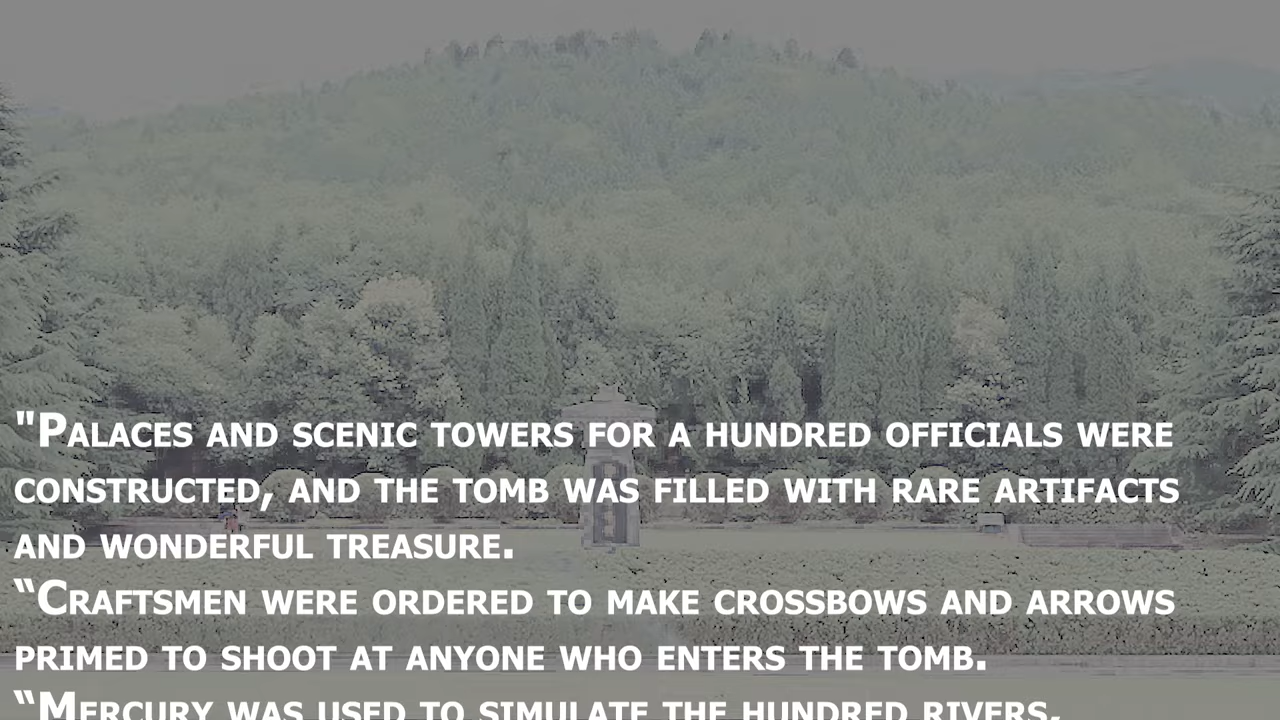 "Palaces and scenic towers for a hundred officials were
constructed, and the tomb was filled with rare artifacts
and wonderful treasure.
“Craftsmen were ordered to make crossbows and arrows
primed to shoot at anyone who enters the tomb.
“Mercury was used to simulate the hundred rivers,